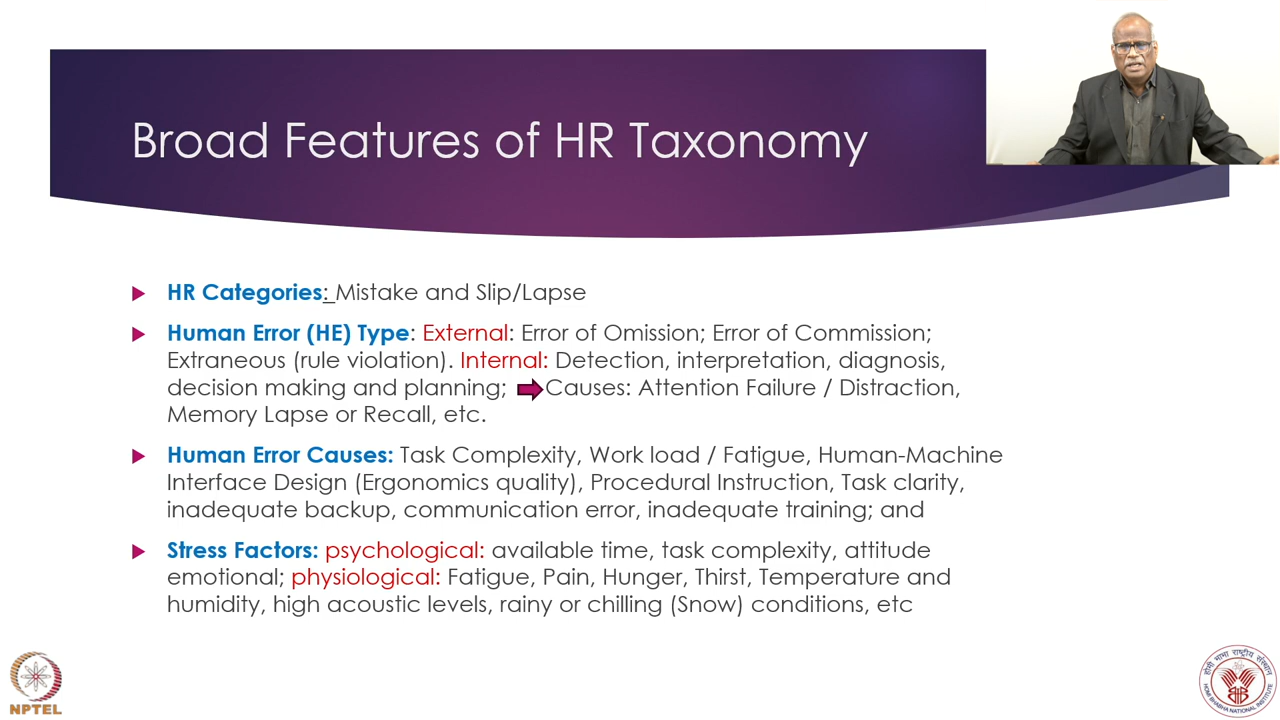 Broad Features of HR Taxonomy
HR Categories: Mistake and Slip/Lapse
Human Error (HE) Type: External: Error of Omission; Error of Commission;
Extraneous (rule violation). Internal: Detection, interpretation, diagnosis,
decision making and planning; Causes: Attention Failure / Distraction,
Memory Lapse or Recall, etc.
Human Error Causes: Task Complexity, Work load / Fatigue, Human-Machine
Interface Design (Ergonomics quality), Procedural Instruction, Task clarity,
inadequate backup, communication error, inadequate training; and
Stress Factors: psychological: available time, task complexity, attitude
emotional; physiological: Fatigue, Pain, Hunger, Thirst, Temperature and
humidity, high acoustic levels, rainy or chilling (Snow) conditions, etc
NPTEL
होमी भाभा राष्ट्रीय संस्थान
HOMI BHABHA NATIONAL INSTITUTE